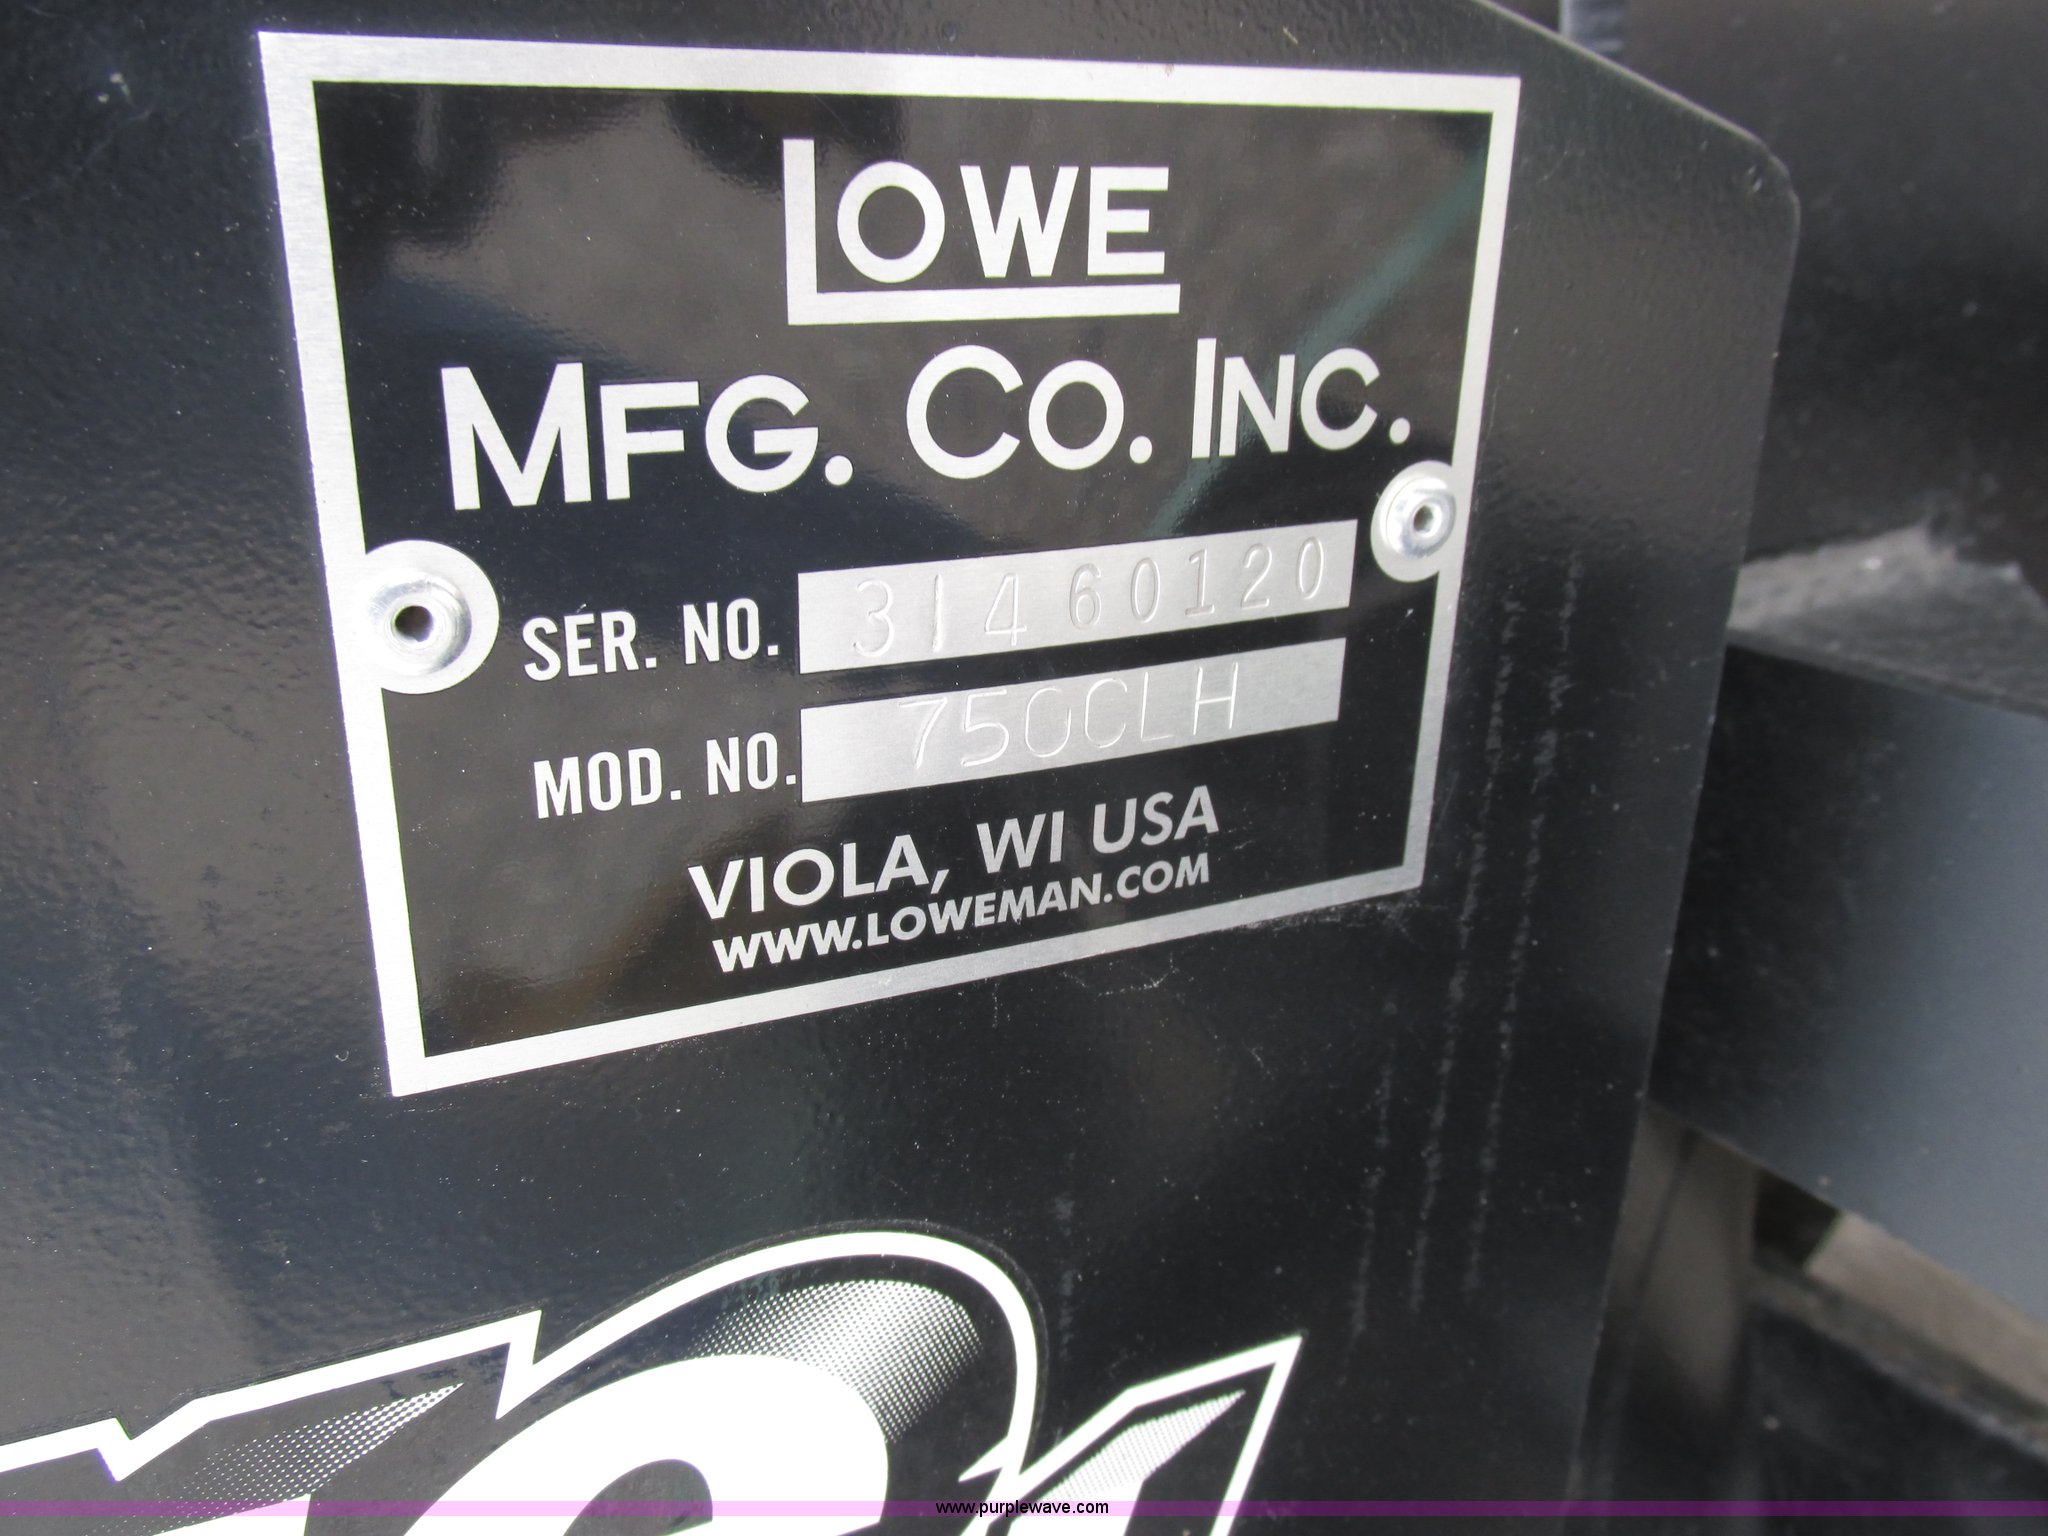 LOWE
MFG. CO. INC.
SER. NO. 31460120
MOD. NO. 750CLH
VIOLA, WI USA
WWW.LOWEMAN.COM
www.purplewave.com